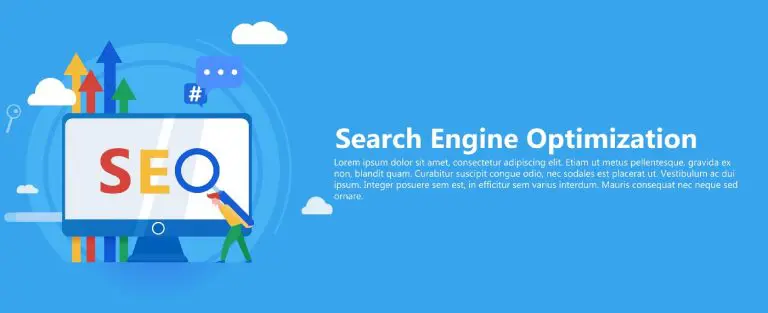 #
SEO
Search Engine Optimization
Lorem ipsum dolor sit amet, consectetur adipiscing elit. Etiam ut metus pellentesque, gravida ex
non, blandit quam. Curabitur suscipit congue odio, nec sodales est placerat ut. Vestibulum ac dui
ipsum. Integer posuere sem est, in efficitur sem varius interdum. Mauris consequat nec neque sed
ornare.